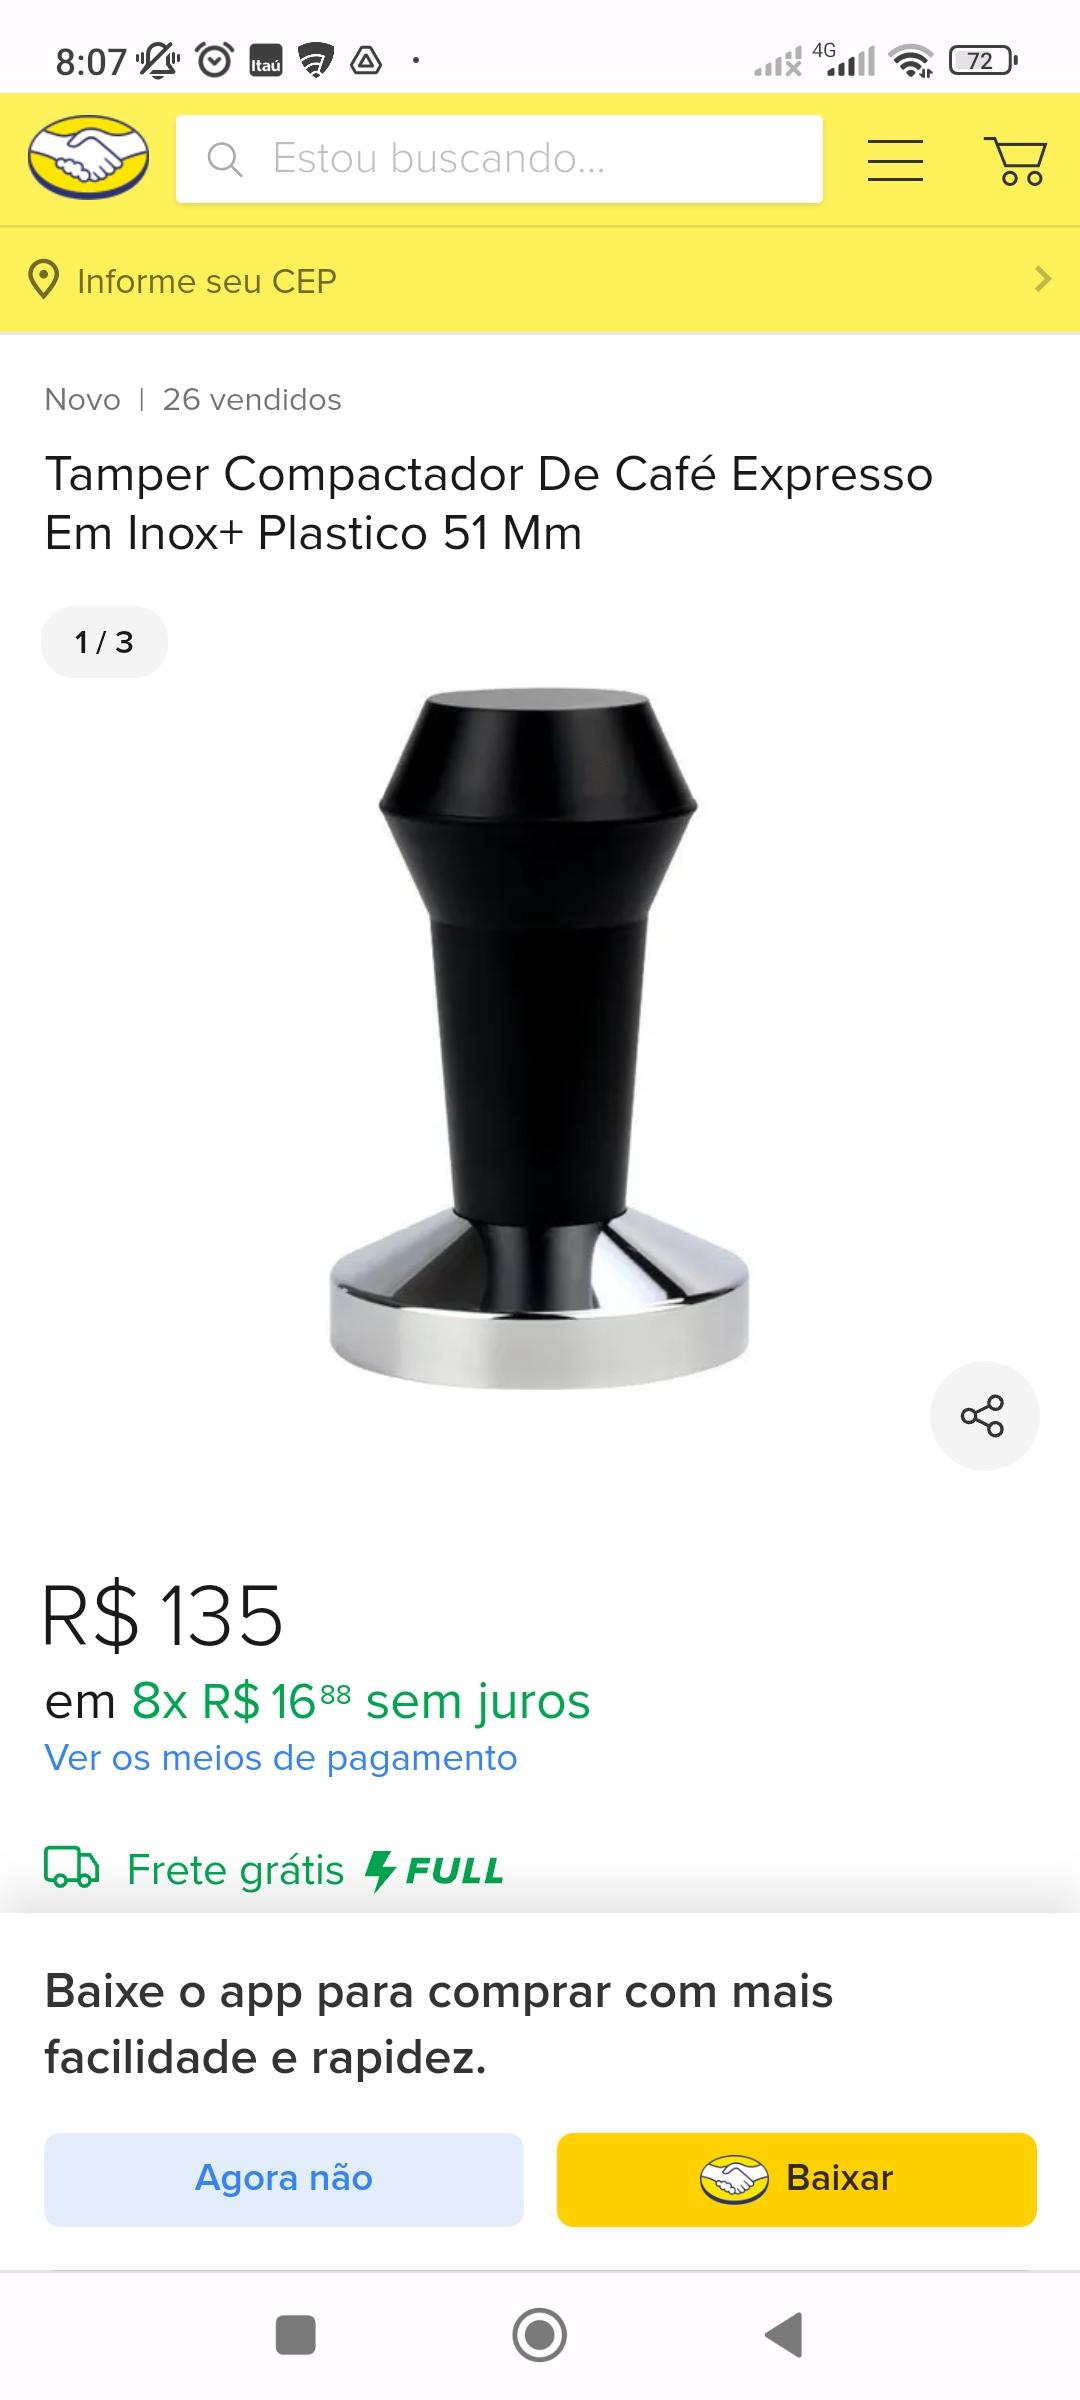 8:07
Itaú
4G
72
Estou buscando...
Informe seu CEP
Novo | 26 vendidos
Tamper Compactador De Café Expresso
Em Inox+ Plastico 51 Mm
1 / 3
R$ 135
em 8x R$ 16 88 sem juros
Ver os meios de pagamento
Frete grátis FULL
Baixe o app para comprar com mais
facilidade e rapidez.
Agora não
Baixar